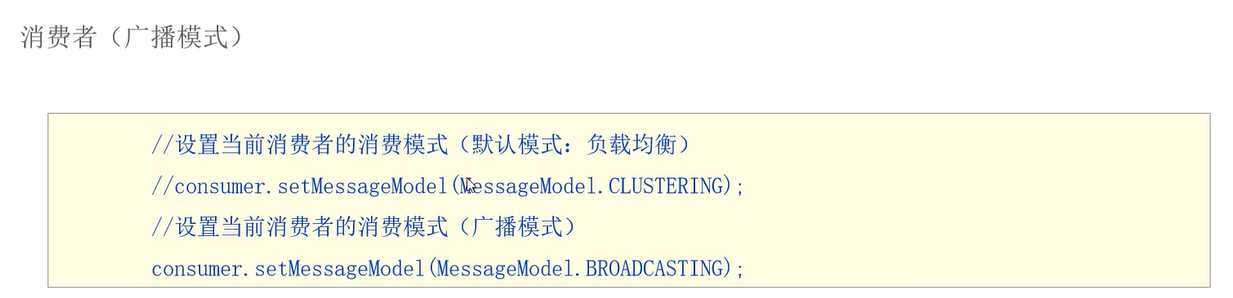 消费者（广播模式）
//设置当前消费者的消费模式（默认模式：负载均衡）
//consumer.setMessageModel(MessageModel.CLUSTERING);
//设置当前消费者的消费模式（广播模式）
consumer.setMessageModel(MessageModel.BROADCASTING);